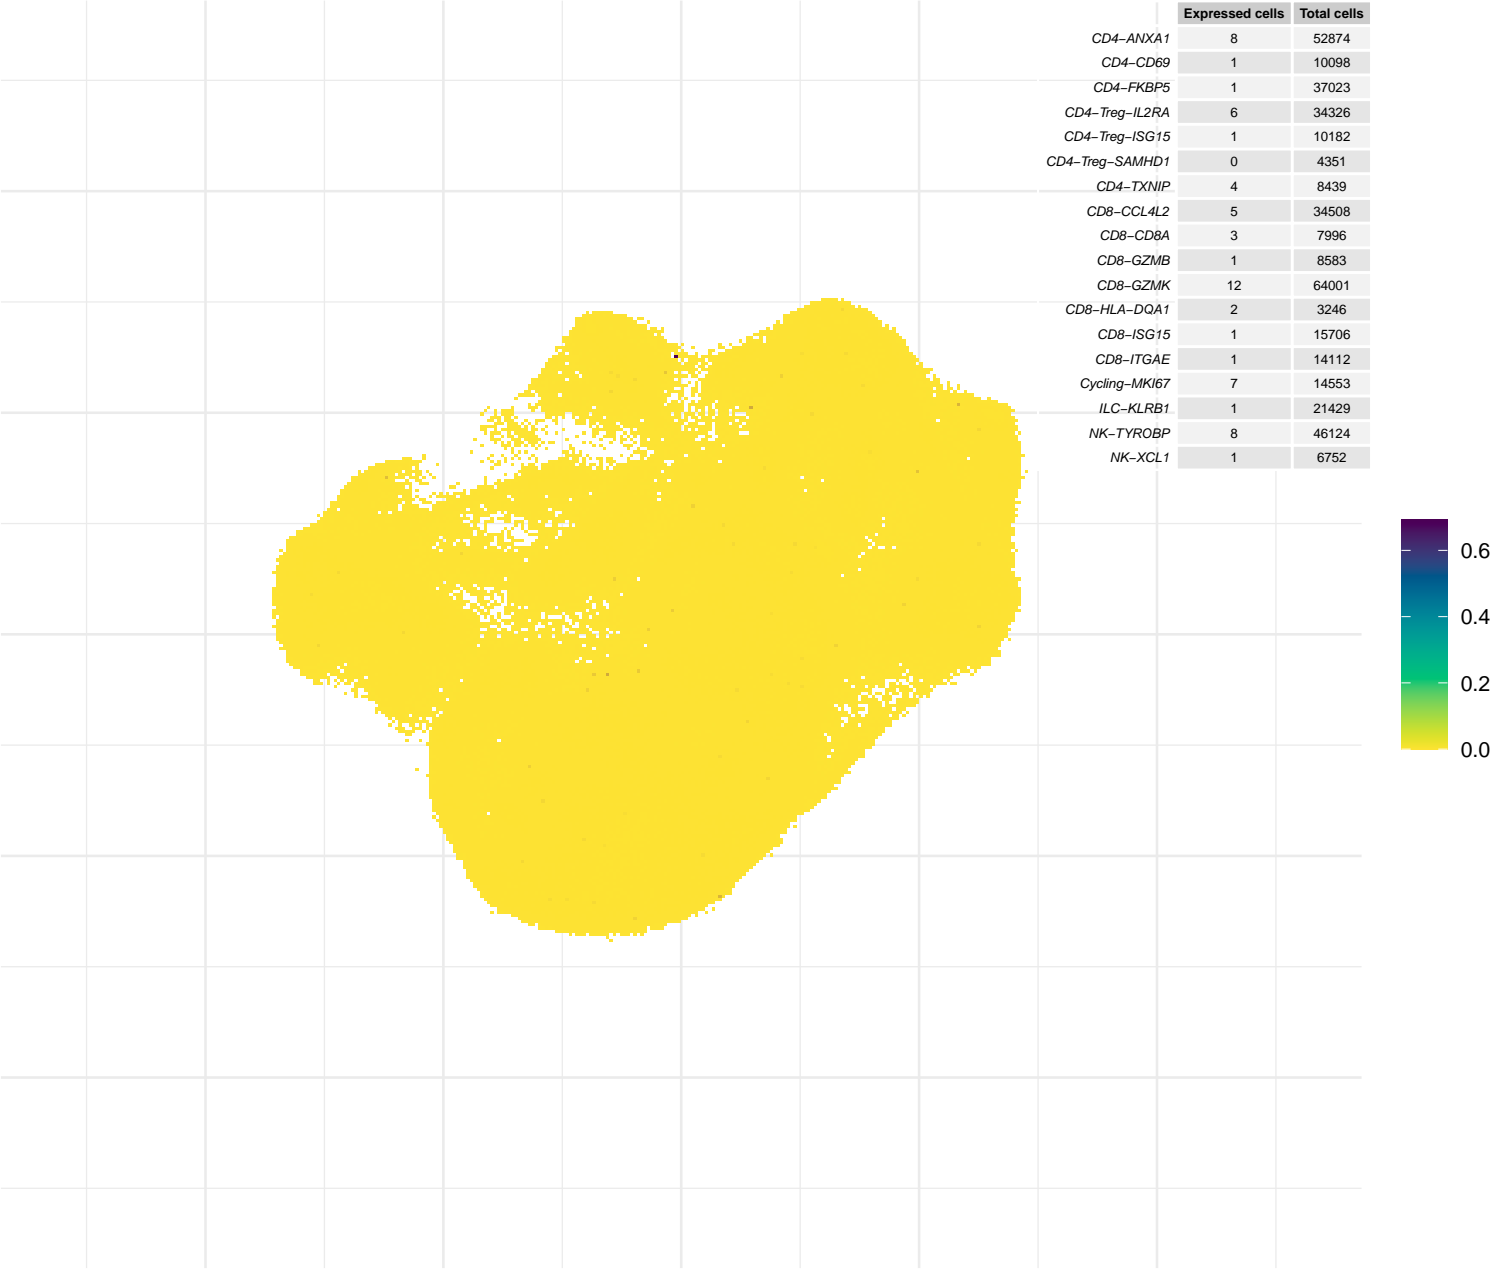 Expressed cells Total cells
CD4−ANXA1 8 52874
CD4−CD69 1 10098
CD4−FKBP5 1 37023
CD4−Treg−IL2RA 6 34326
CD4−Treg−ISG15 1 10182
CD4−Treg−SAMHD1 0 4351
CD4−TXNIP 4 8439
CD8−CCL4L2 5 34508
CD8−CD8A 3 7996
CD8−GZMB 1 8583
CD8−GZMK 12 64001
CD8−HLA−DQA1 2 3246
CD8−ISG15 1 15706
CD8−ITGAE 1 14112
Cycling−MKI67 7 14553
ILC−KLRB1 1 21429
NK−TYROBP 8 46124
NK−XCL1 1 6752
0.6
0.4
0.2
0.0